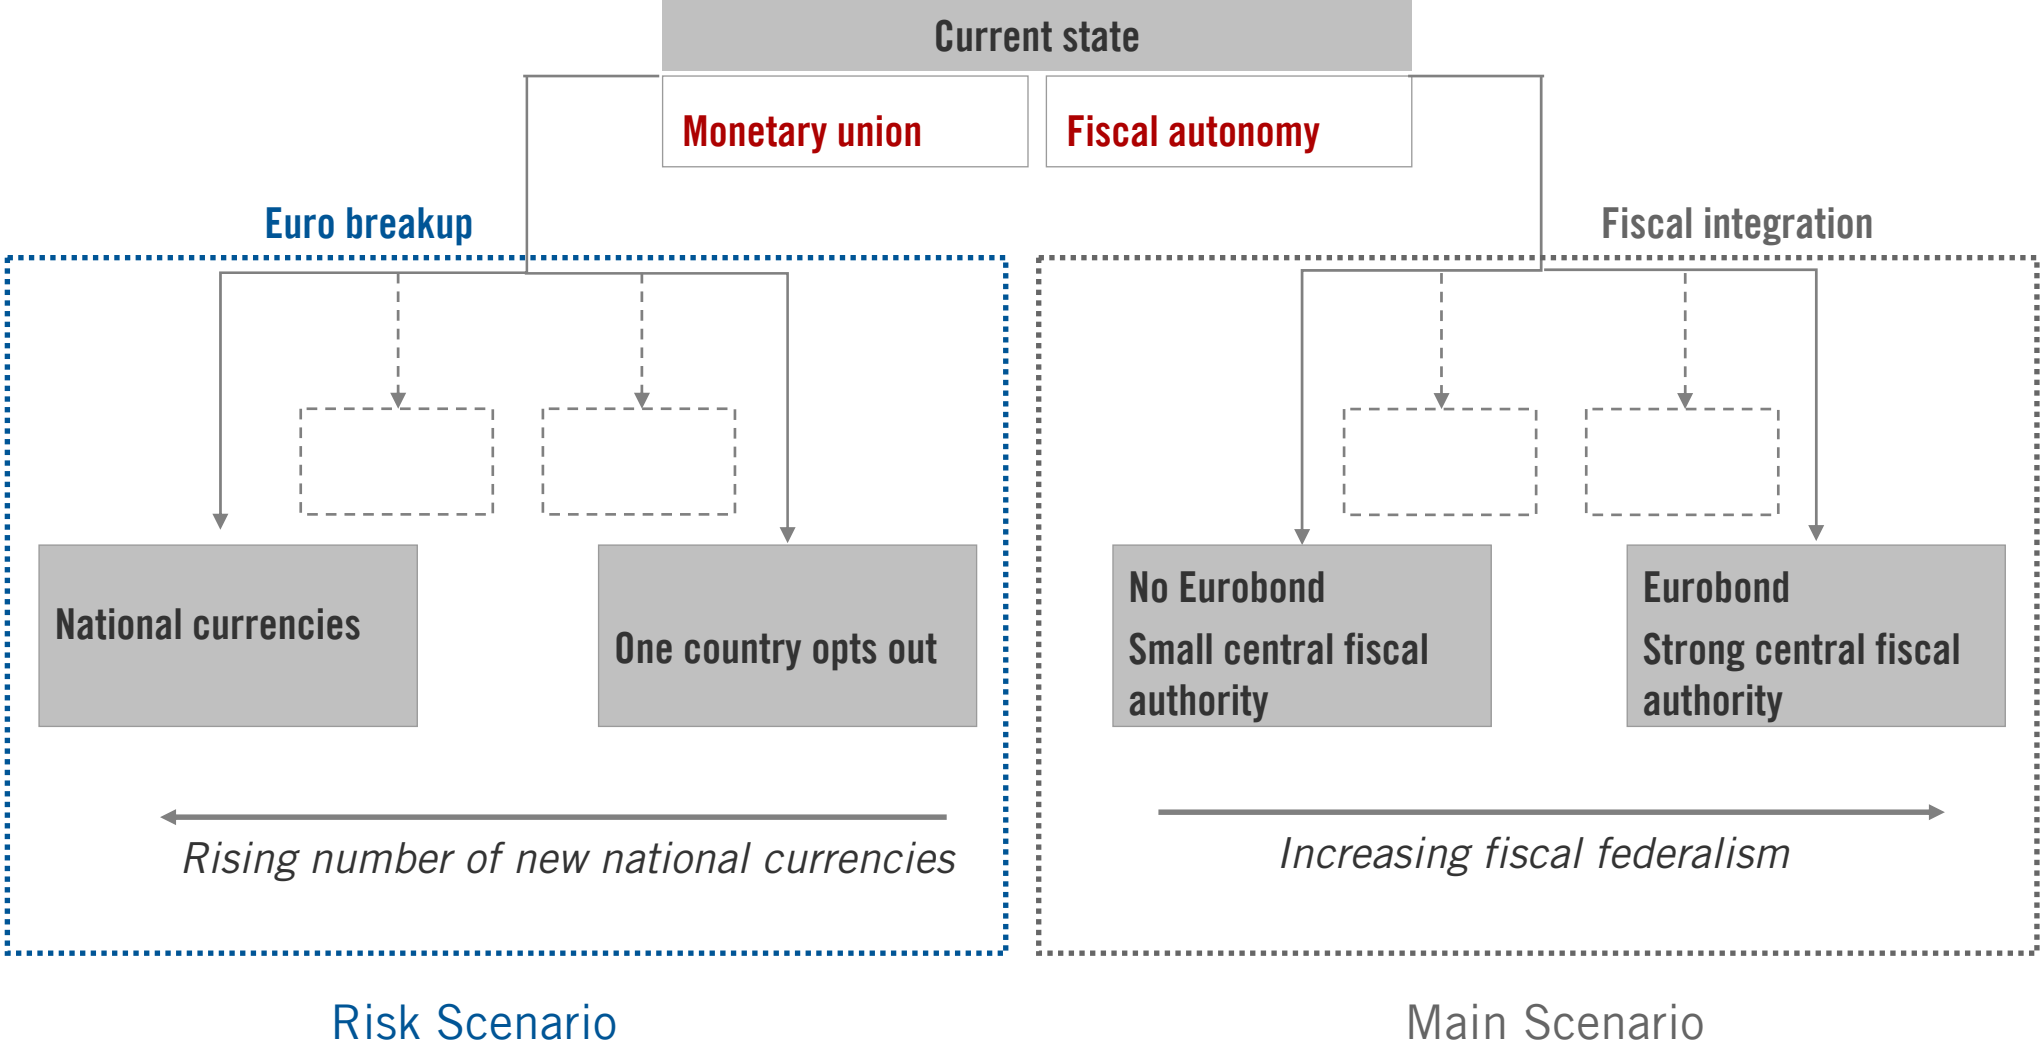 Current state
Monetary union
Fiscal autonomy
Euro breakup
Fiscal integration
National currencies
One country opts out
No Eurobond
Small central fiscal
authority
Eurobond
Strong central fiscal
authority
Rising number of new national currencies
Increasing fiscal federalism
Risk Scenario
Main Scenario